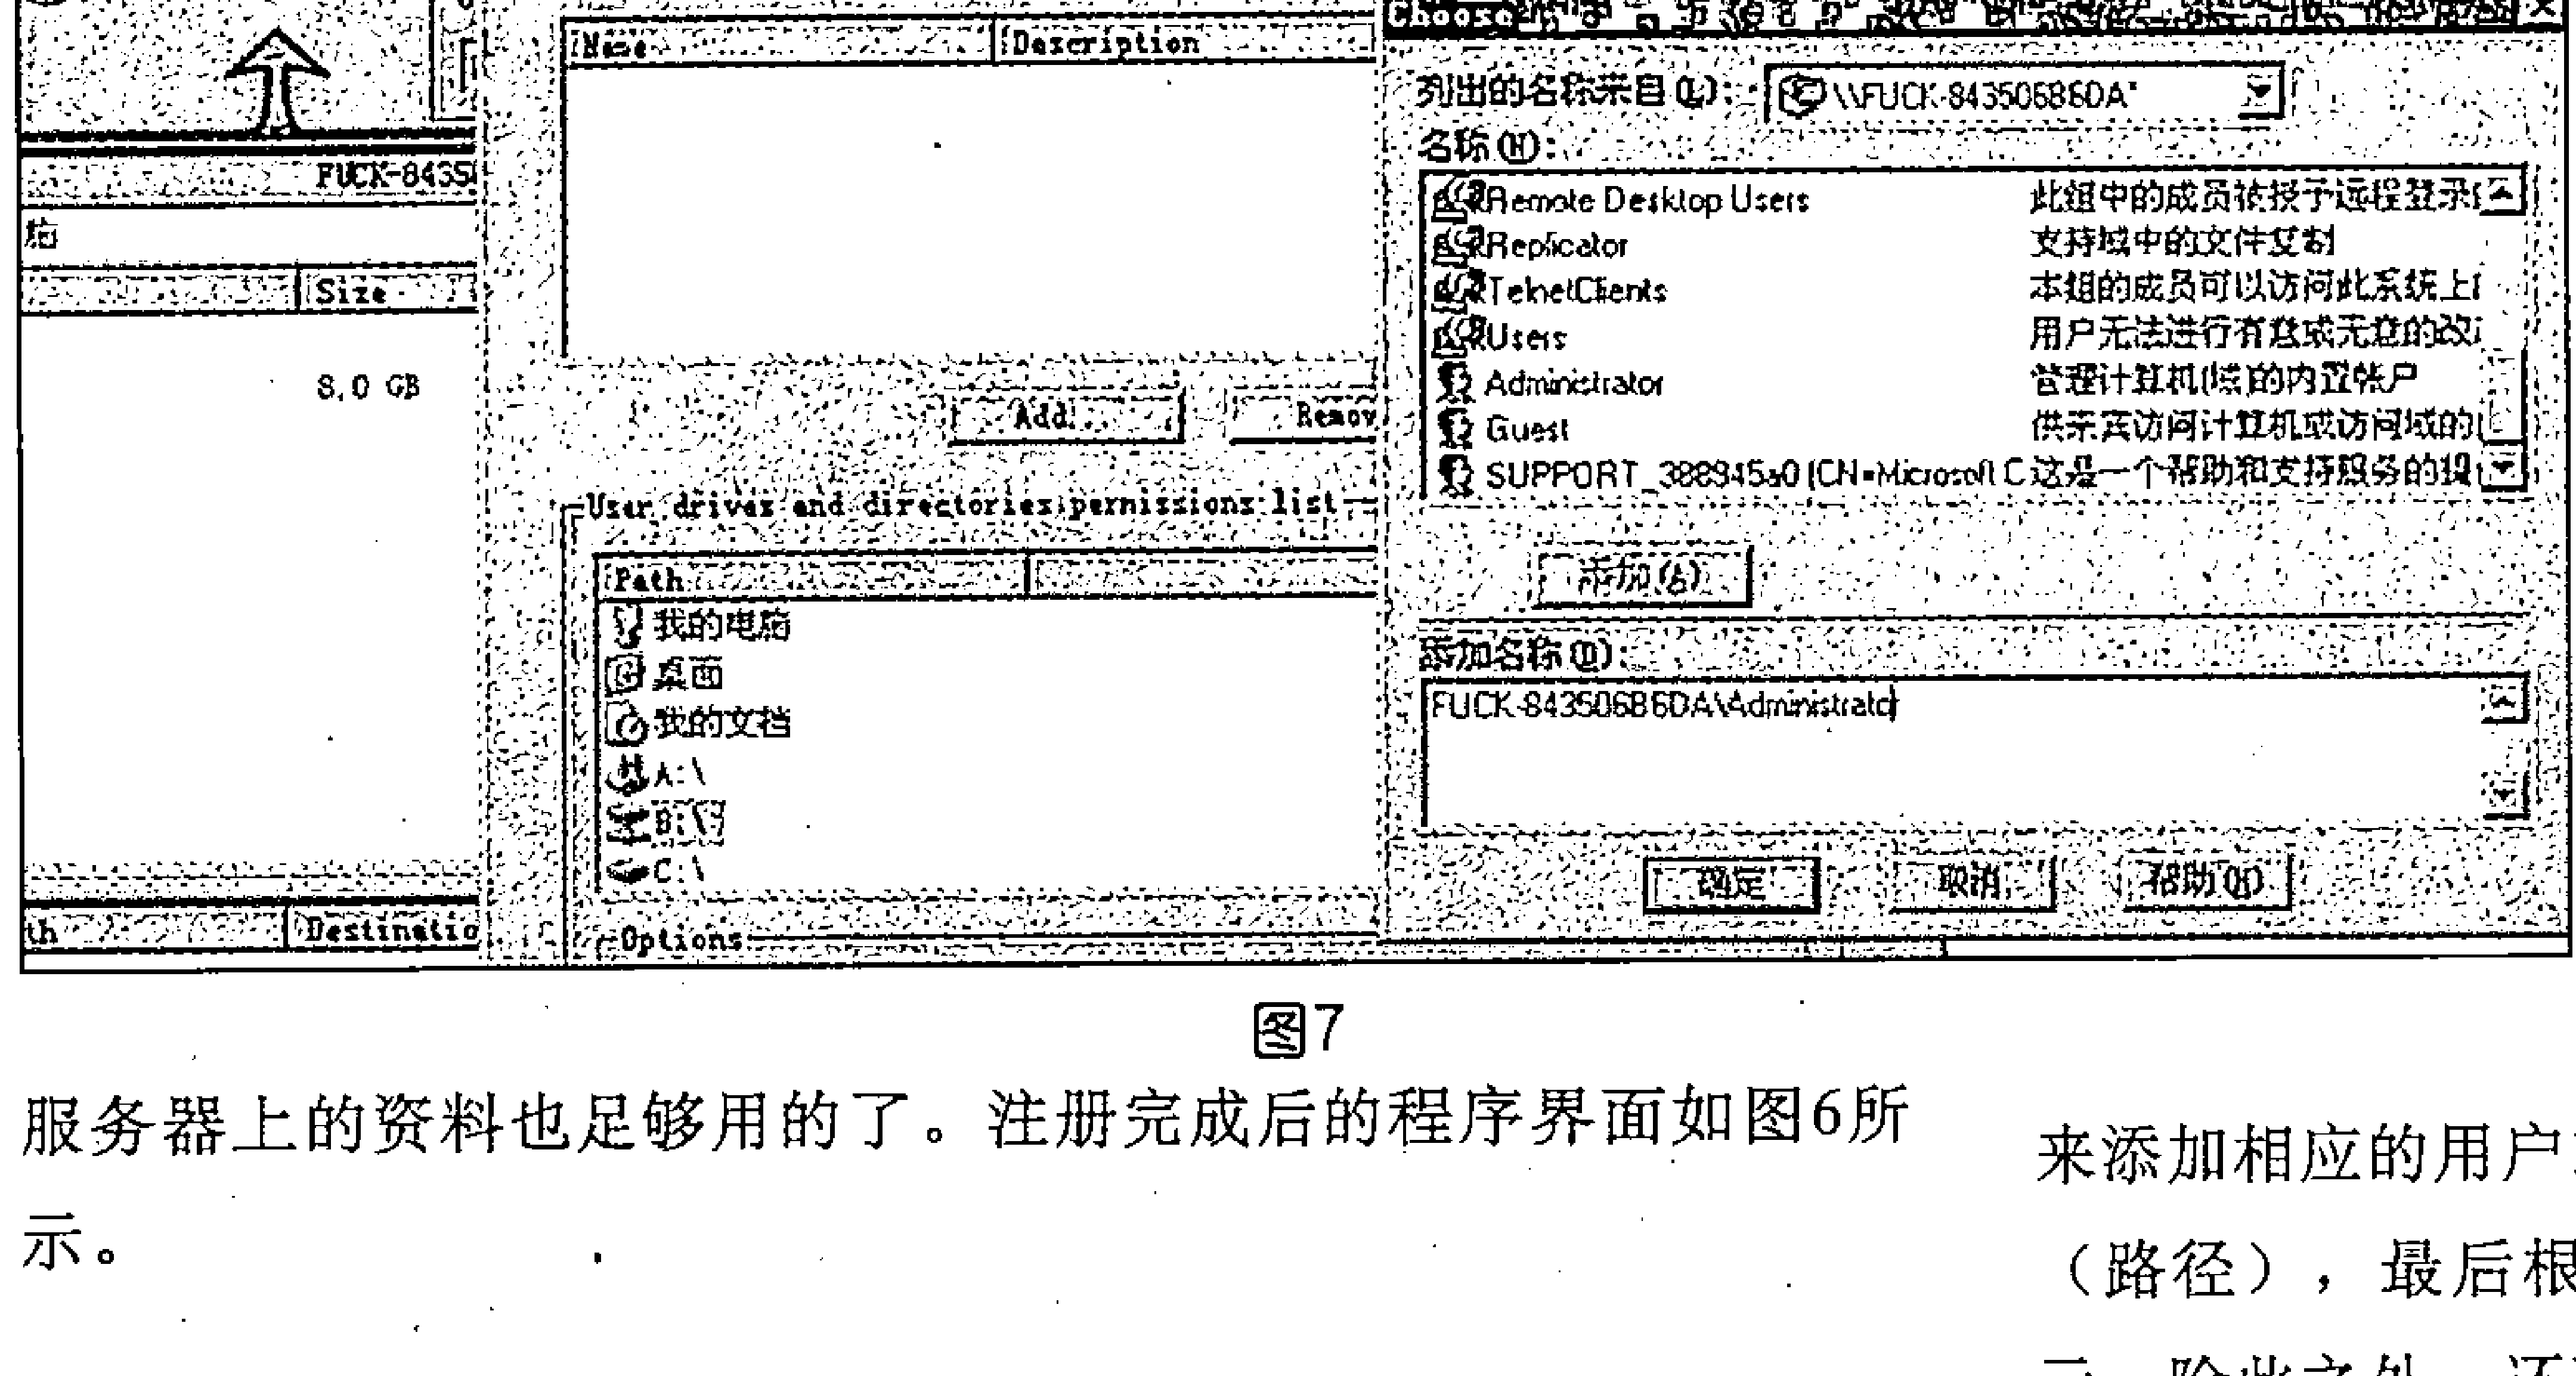 Name Description
Choose
列出的名称来自(L): \\FUCK-843506B6DA*
名称(N):
FUCK-8435
脑
Size
8.0 GB
Remote Desktop Users 此组中的成员被授予远程登录的
Replicator 支持域中的文件复制
TelnetClients 本组的成员可以访问此系统上的
Users 用户无法进行有意或无意的改动
Administrator 管理计算机(域)的内置帐户
Guest 供来宾访问计算机或访问域的
SUPPORT_388945a0 (CN=Microsoft C 这是一个帮助和支持服务的提
Add... Remov
添加(A)
User drives and directories permissions list
Path
我的电脑
桌面
我的文档
A:\
B:\
C:\
添加名称(D):
FUCK-843506B6DA\Administrator
确定 取消 帮助(H)
th Destinatio
Options
图7
服务器上的资料也足够用的了。注册完成后的程序界面如图6所
示。
来添加相应的用户
（路径），最后根